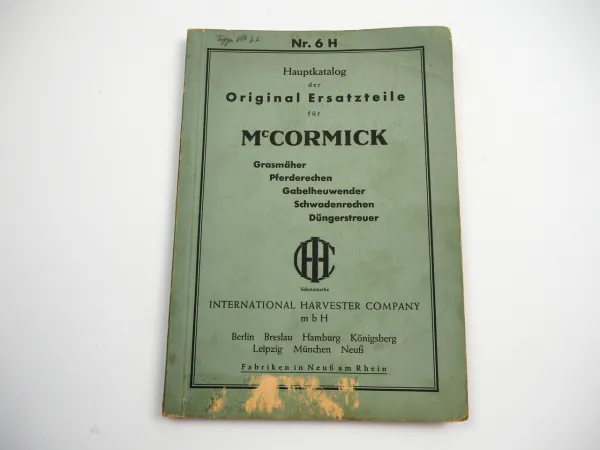 Nr. 6 H
Hauptkatalog
der
Original Ersatzteile
für
McCORMICK
Grasmäher
Pferderechen
Gabelheuwender
Schwadenrechen
Düngerstreuer
IHC
Schutzmarke
INTERNATIONAL HARVESTER COMPANY
m b H
Berlin Breslau Hamburg Königsberg
Leipzig München Neuß
Fabriken in Neuß am Rhein